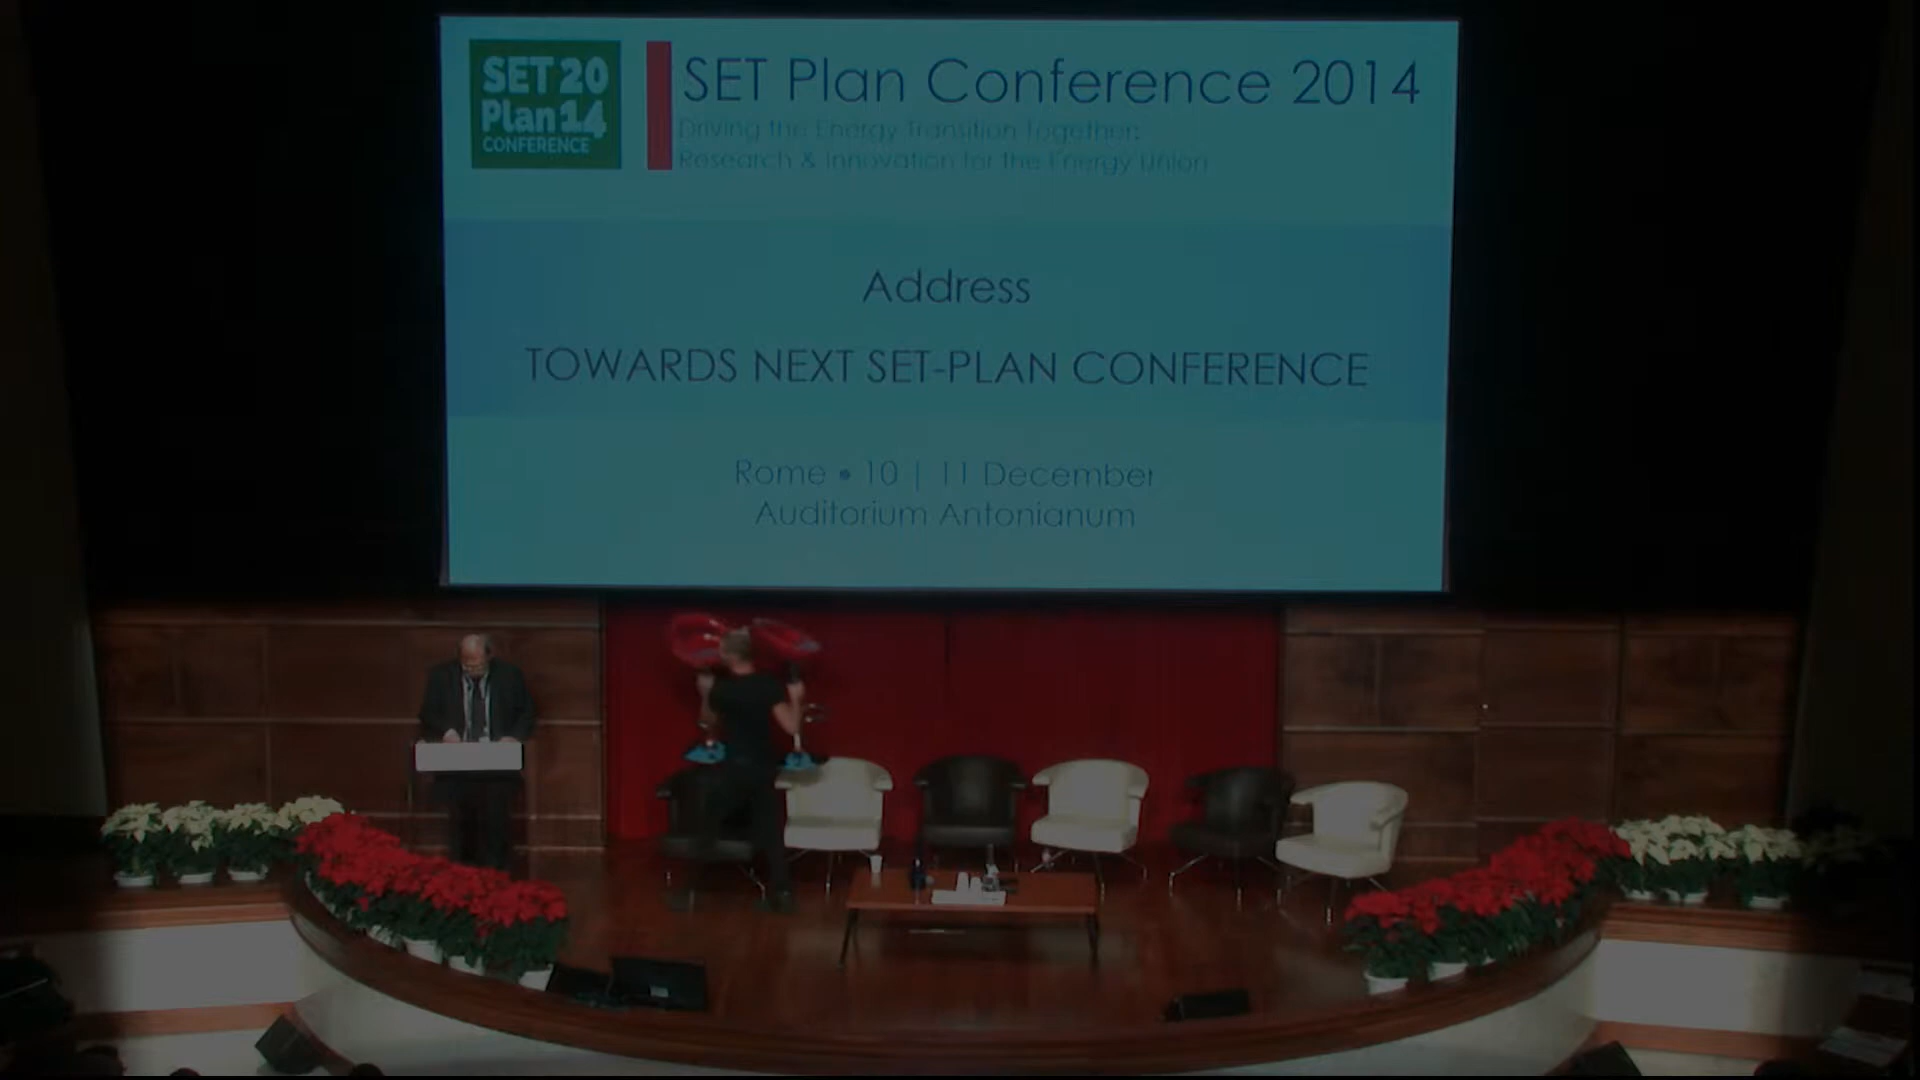 SET 20
Plan 14
CONFERENCE
SET Plan Conference 2014
Driving the Energy Transition Together:
Research & Innovation for the Energy Union
Address
TOWARDS NEXT SET-PLAN CONFERENCE
Rome • 10 | 11 December
Auditorium Antonianum